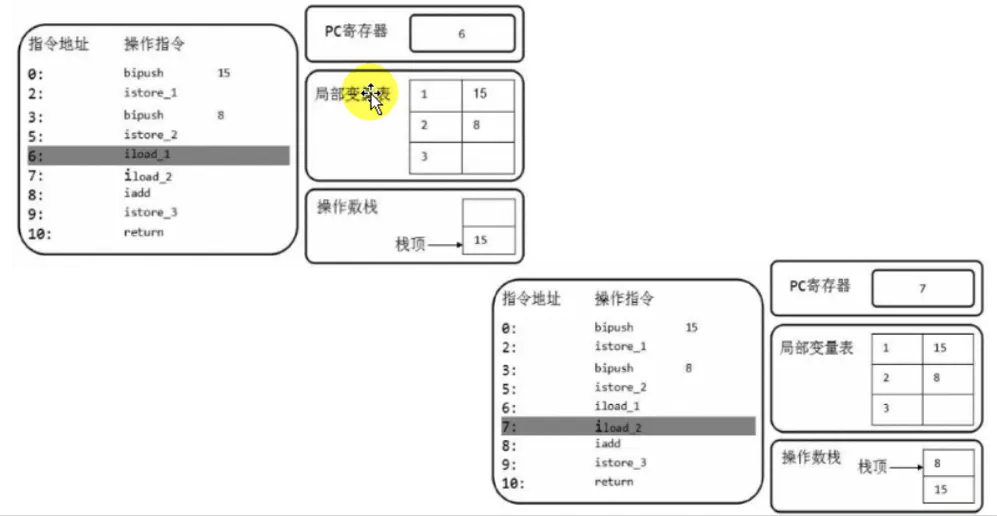 指令地址 操作指令
0: bipush 15
2: istore_1
3: bipush 8
5: istore_2
6: iload_1
7: iload_2
8: iadd
9: istore_3
10: return
PC寄存器 6
局部变量表
1 15
2 8
3
操作数栈
栈顶 15
指令地址 操作指令
0: bipush 15
2: istore_1
3: bipush 8
5: istore_2
6: iload_1
7: iload_2
8: iadd
9: istore_3
10: return
PC寄存器 7
局部变量表
1 15
2 8
3
操作数栈 栈顶 8
15